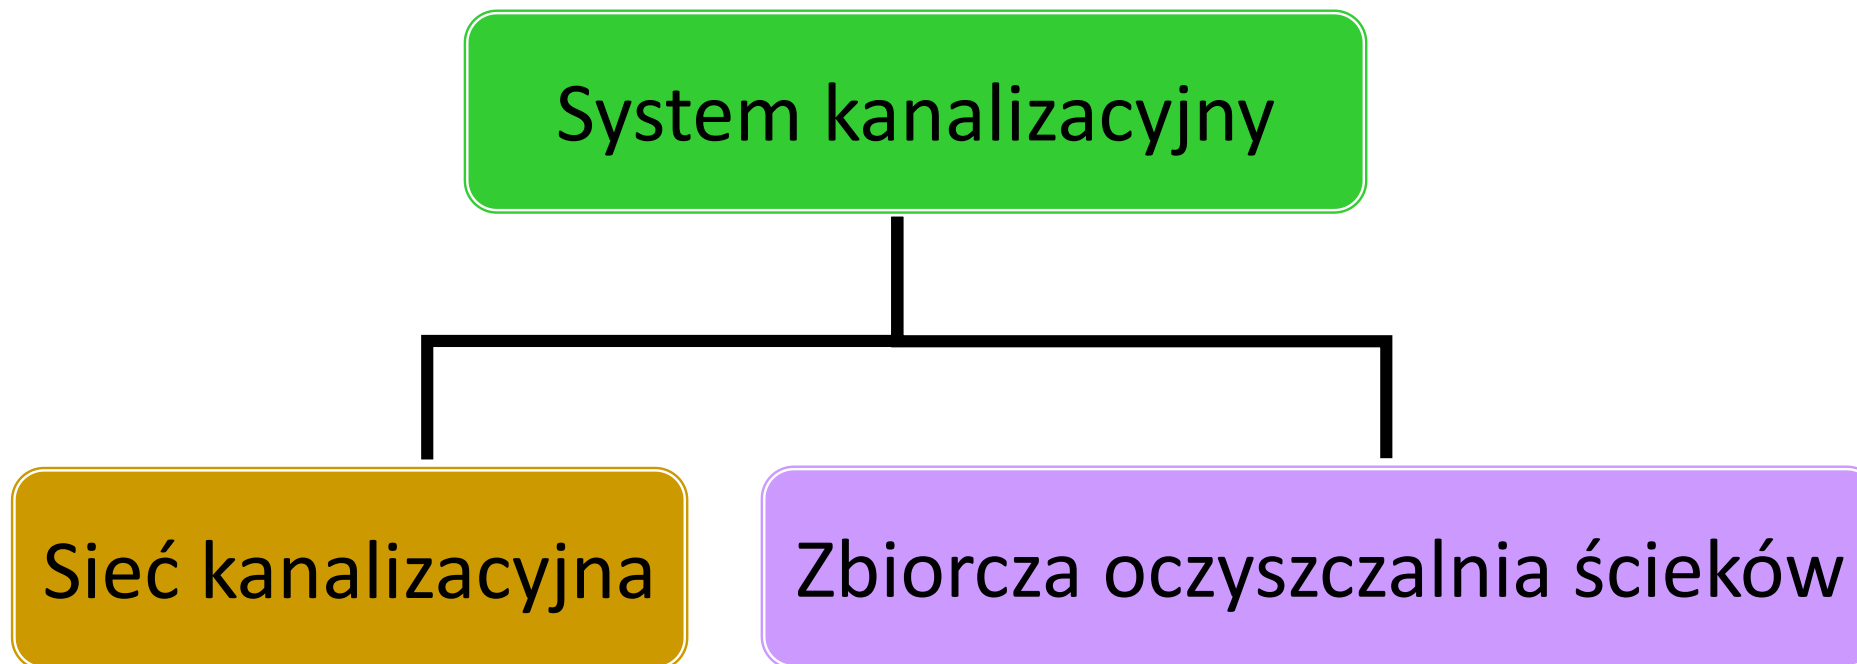 System kanalizacyjny
Sieć kanalizacyjna
Zbiorcza oczyszczalnia ścieków